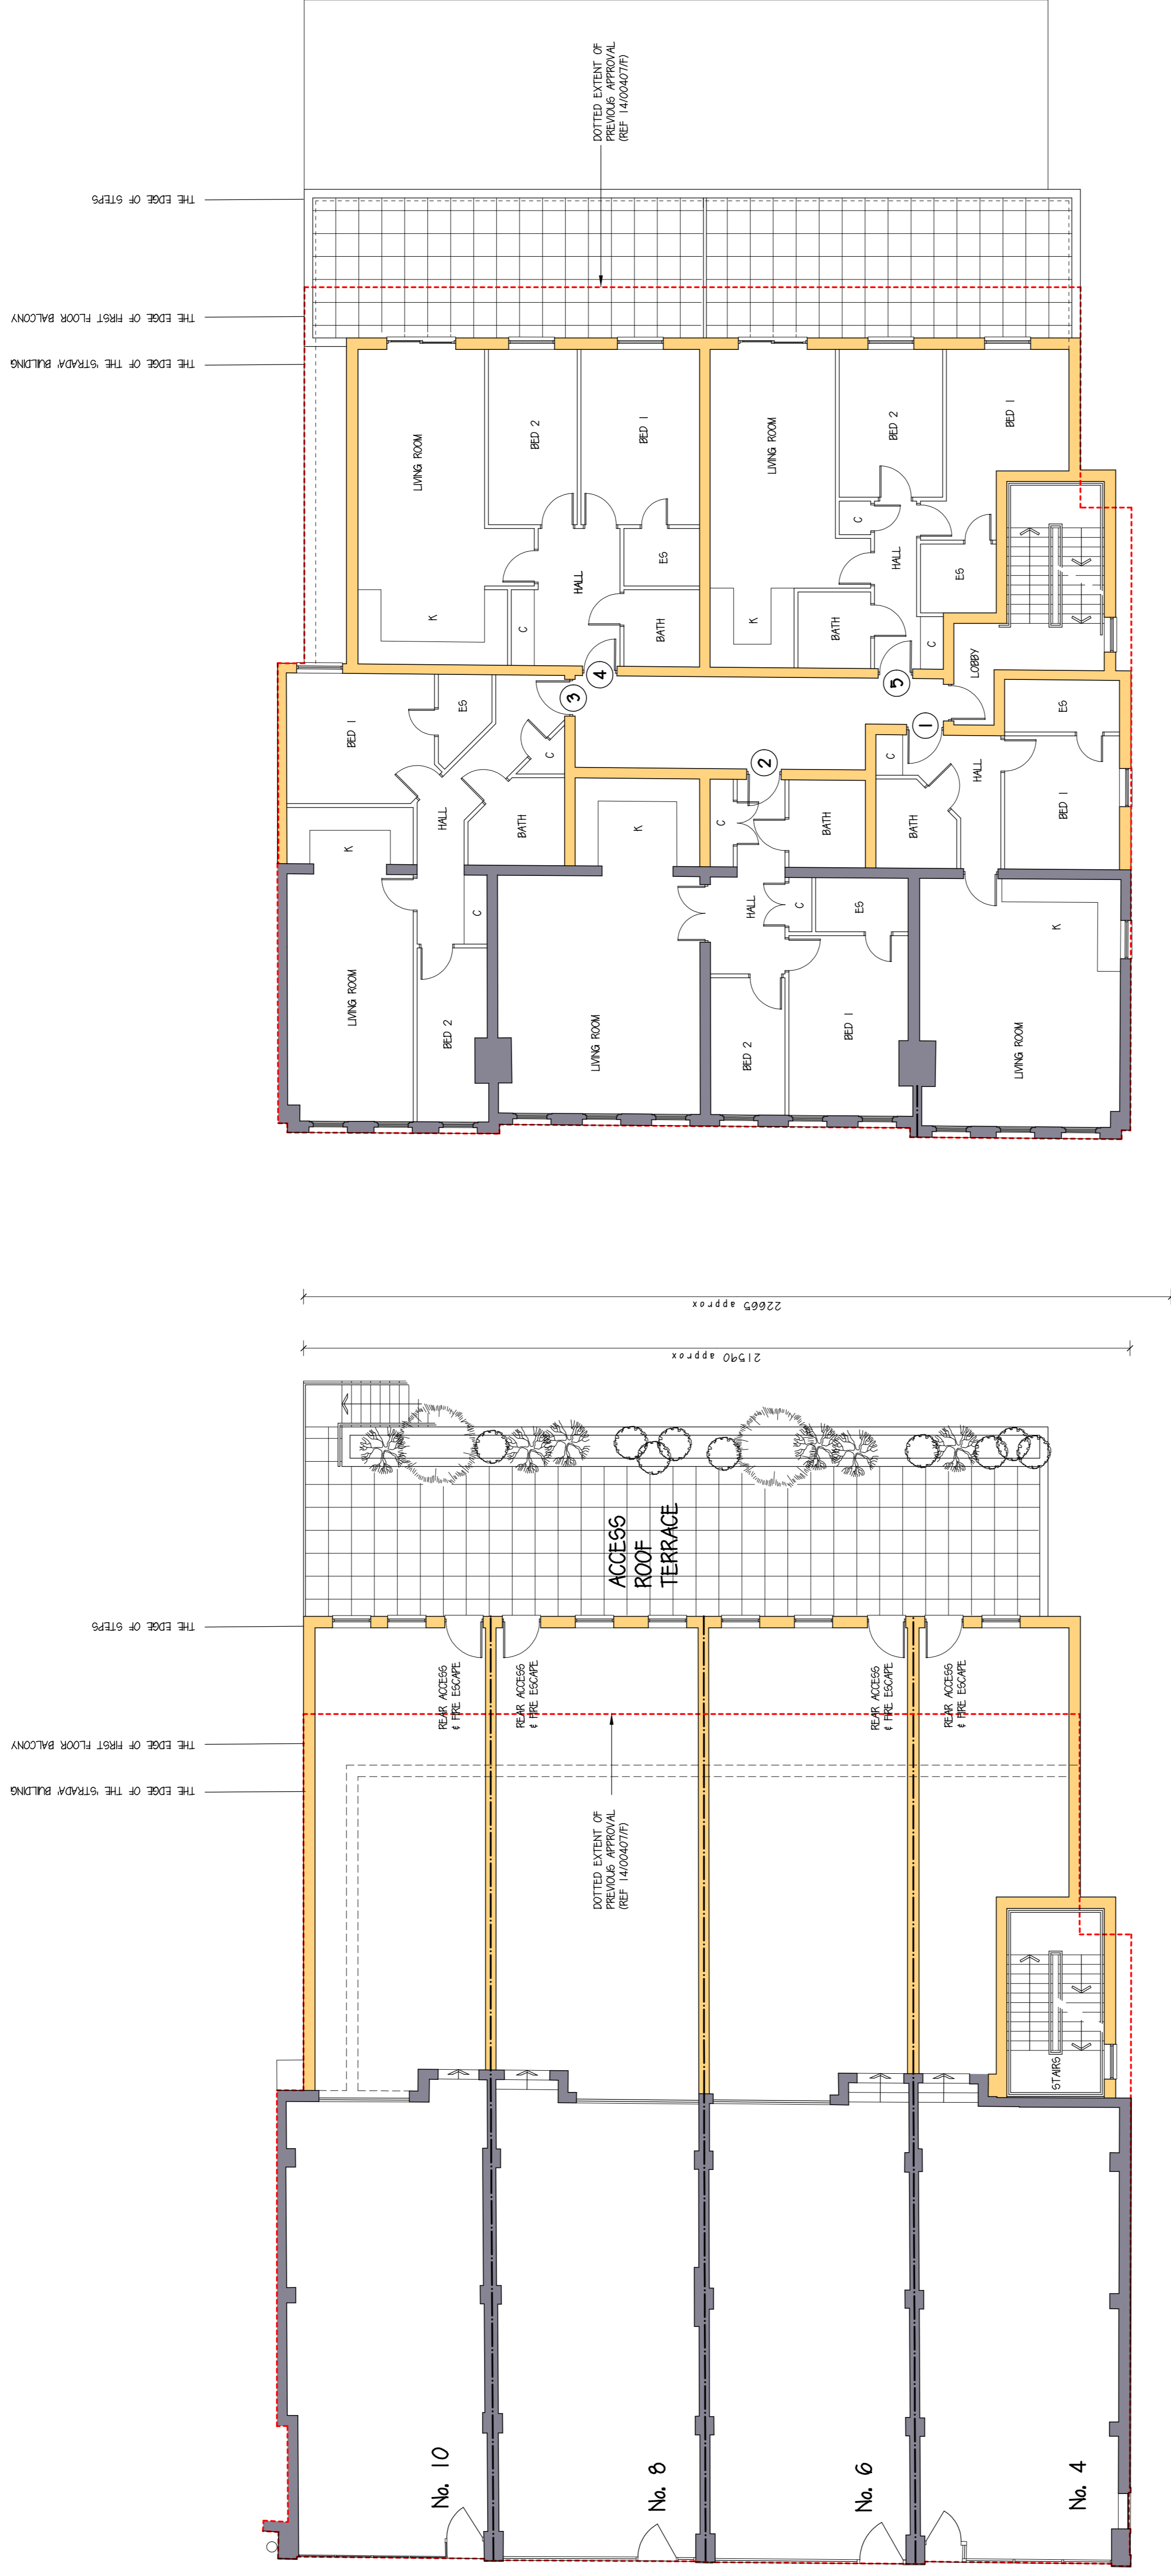 THE EDGE OF STEPS
THE EDGE OF FIRST FLOOR BALCONY
THE EDGE OF THE 'STRADA' BUILDING
DOTTED EXTENT OF
PREVIOUS APPROVAL
(REF 14/00407/F)
LIVING ROOM
BED 2
BED 1
K
C
HALL
ES
BATH
4
LIVING ROOM
BED 2
BED 1
K
C
HALL
ES
BATH
C
5
LOBBY
3
BED 1
ES
C
BATH
HALL
K
LIVING ROOM
BED 2
C
2
K
C
BATH
HALL
C
ES
LIVING ROOM
BED 2
BED 1
1
C
HALL
ES
BATH
BED 1
K
LIVING ROOM
22665 approx
21590 approx
ACCESS
ROOF
TERRACE
THE EDGE OF STEPS
THE EDGE OF FIRST FLOOR BALCONY
THE EDGE OF THE 'STRADA' BUILDING
REAR ACCESS
& FIRE ESCAPE
REAR ACCESS
& FIRE ESCAPE
REAR ACCESS
& FIRE ESCAPE
REAR ACCESS
& FIRE ESCAPE
DOTTED EXTENT OF
PREVIOUS APPROVAL
(REF 14/00407/F)
STAIRS
No. 10
No. 8
No. 6
No. 4